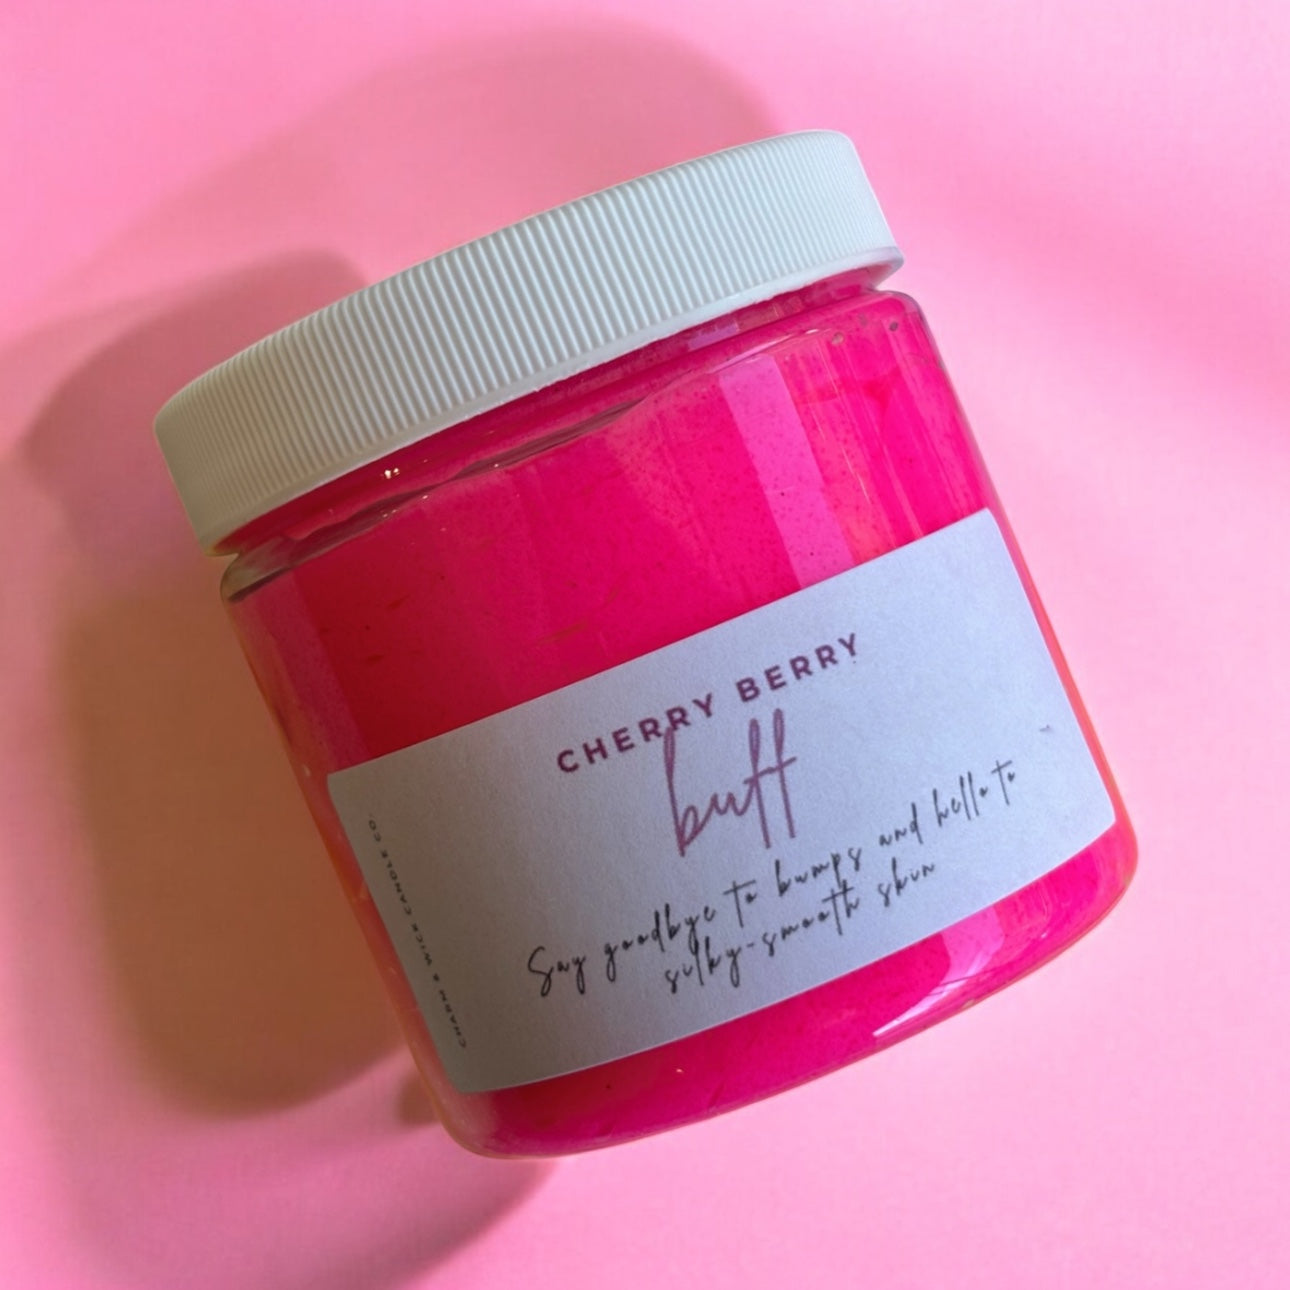 CHERRY BERRY
buff
Say goodbye to bumps and hello to
silky-smooth skin
CHARM & WICK CANDLE CO.